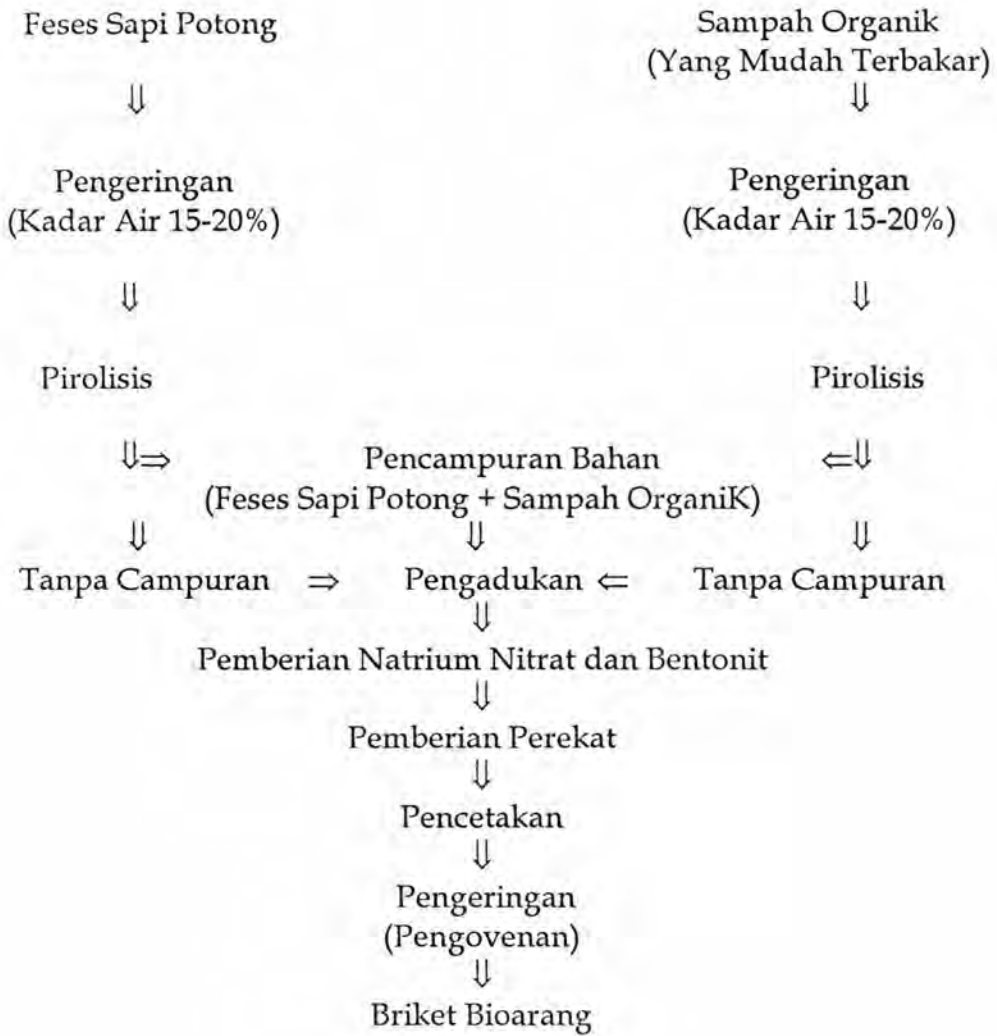 Feses Sapi Potong
Sampah Organik
(Yang Mudah Terbakar)
⇓ ⇓
Pengeringan
(Kadar Air 15-20%)
Pengeringan
(Kadar Air 15-20%)
⇓ ⇓
Pirolisis Pirolisis
⇓⇒ Pencampuran Bahan ⇐⇓
(Feses Sapi Potong + Sampah OrganiK)
⇓ ⇓ ⇓
Tanpa Campuran ⇒ Pengadukan ⇐ Tanpa Campuran
⇓
Pemberian Natrium Nitrat dan Bentonit
⇓
Pemberian Perekat
⇓
Pencetakan
⇓
Pengeringan
(Pengovenan)
⇓
Briket Bioarang